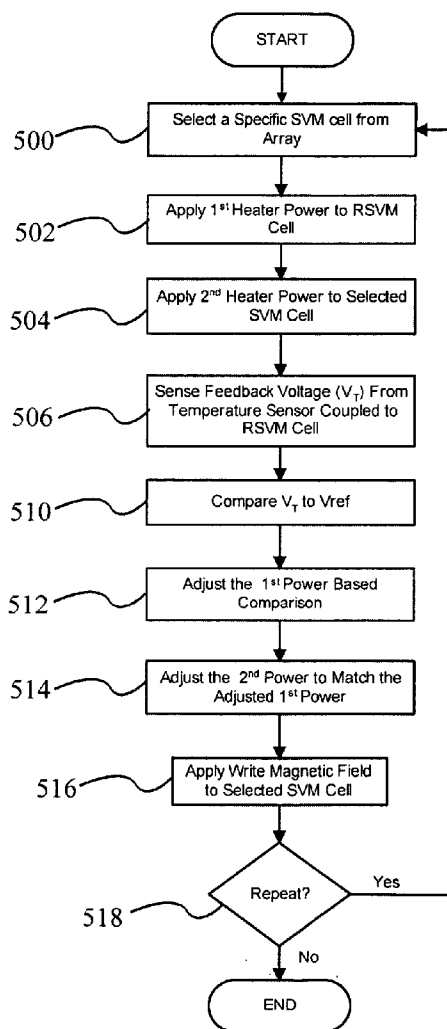 START
500
Select a Specific SVM cell from
Array
502
Apply 1st Heater Power to RSVM
Cell
504
Apply 2nd Heater Power to Selected
SVM Cell
506
Sense Feedback Voltage (VT) From
Temperature Sensor Coupled to
RSVM Cell
510
Compare VT to Vref
512
Adjust the 1st Power Based
Comparison
514
Adjust the 2nd Power to Match the
Adjusted 1st Power
516
Apply Write Magnetic Field
to Selected SVM Cell
518
Repeat?
Yes
No
END